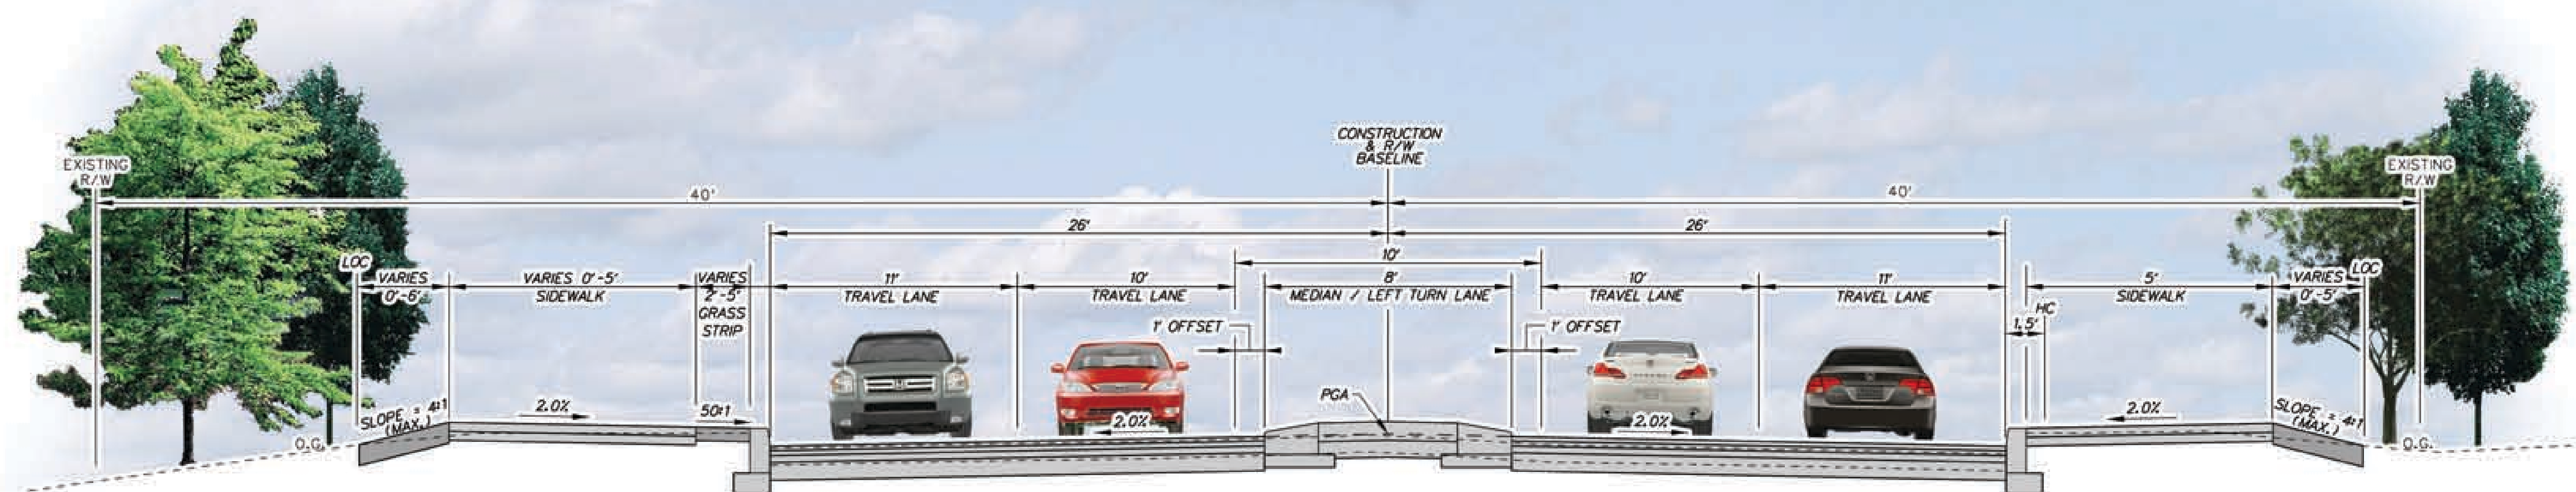 CONSTRUCTION
& R/W
BASELINE
EXISTING
R/W
EXISTING
R/W
40'
40'
26'
26'
10'
LOC
VARIES
0'-6'
VARIES 0'-5'
SIDEWALK
VARIES
2'-5'
GRASS
STRIP
11'
TRAVEL LANE
10'
TRAVEL LANE
8'
MEDIAN / LEFT TURN LANE
10'
TRAVEL LANE
11'
TRAVEL LANE
5'
SIDEWALK
VARIES
0'-5'
LOC
HC
1.5'
1' OFFSET
1' OFFSET
PGA
SLOPE = 4:1
(MAX.)
2.0%
50:1
2.0%
2.0%
2.0%
SLOPE = 4:1
(MAX.)
O.G.
O.G.